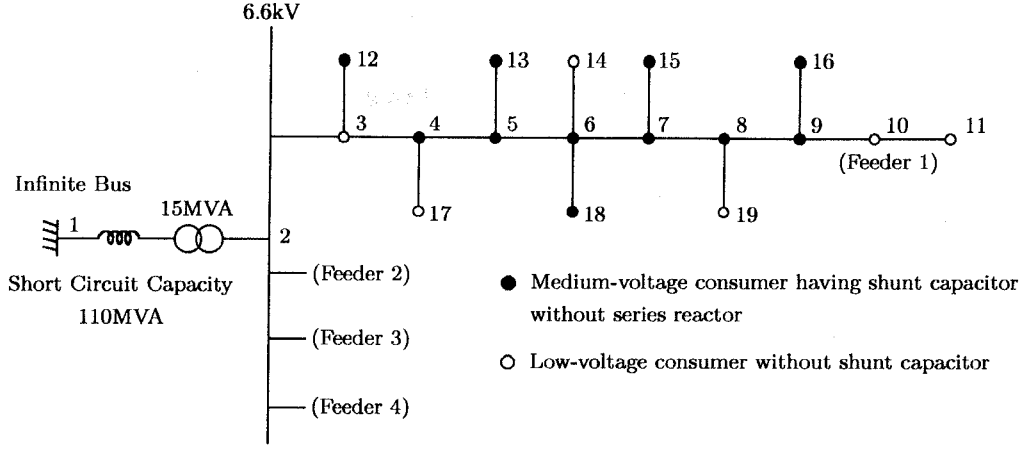 6.6kV
12
13
14
15
16
3
4
5
6
7
8
9
10
11
(Feeder 1)
17
18
19
Infinite Bus
1
15MVA
2
Short Circuit Capacity
110MVA
(Feeder 2)
(Feeder 3)
(Feeder 4)
Medium-voltage consumer having shunt capacitor
without series reactor
Low-voltage consumer without shunt capacitor